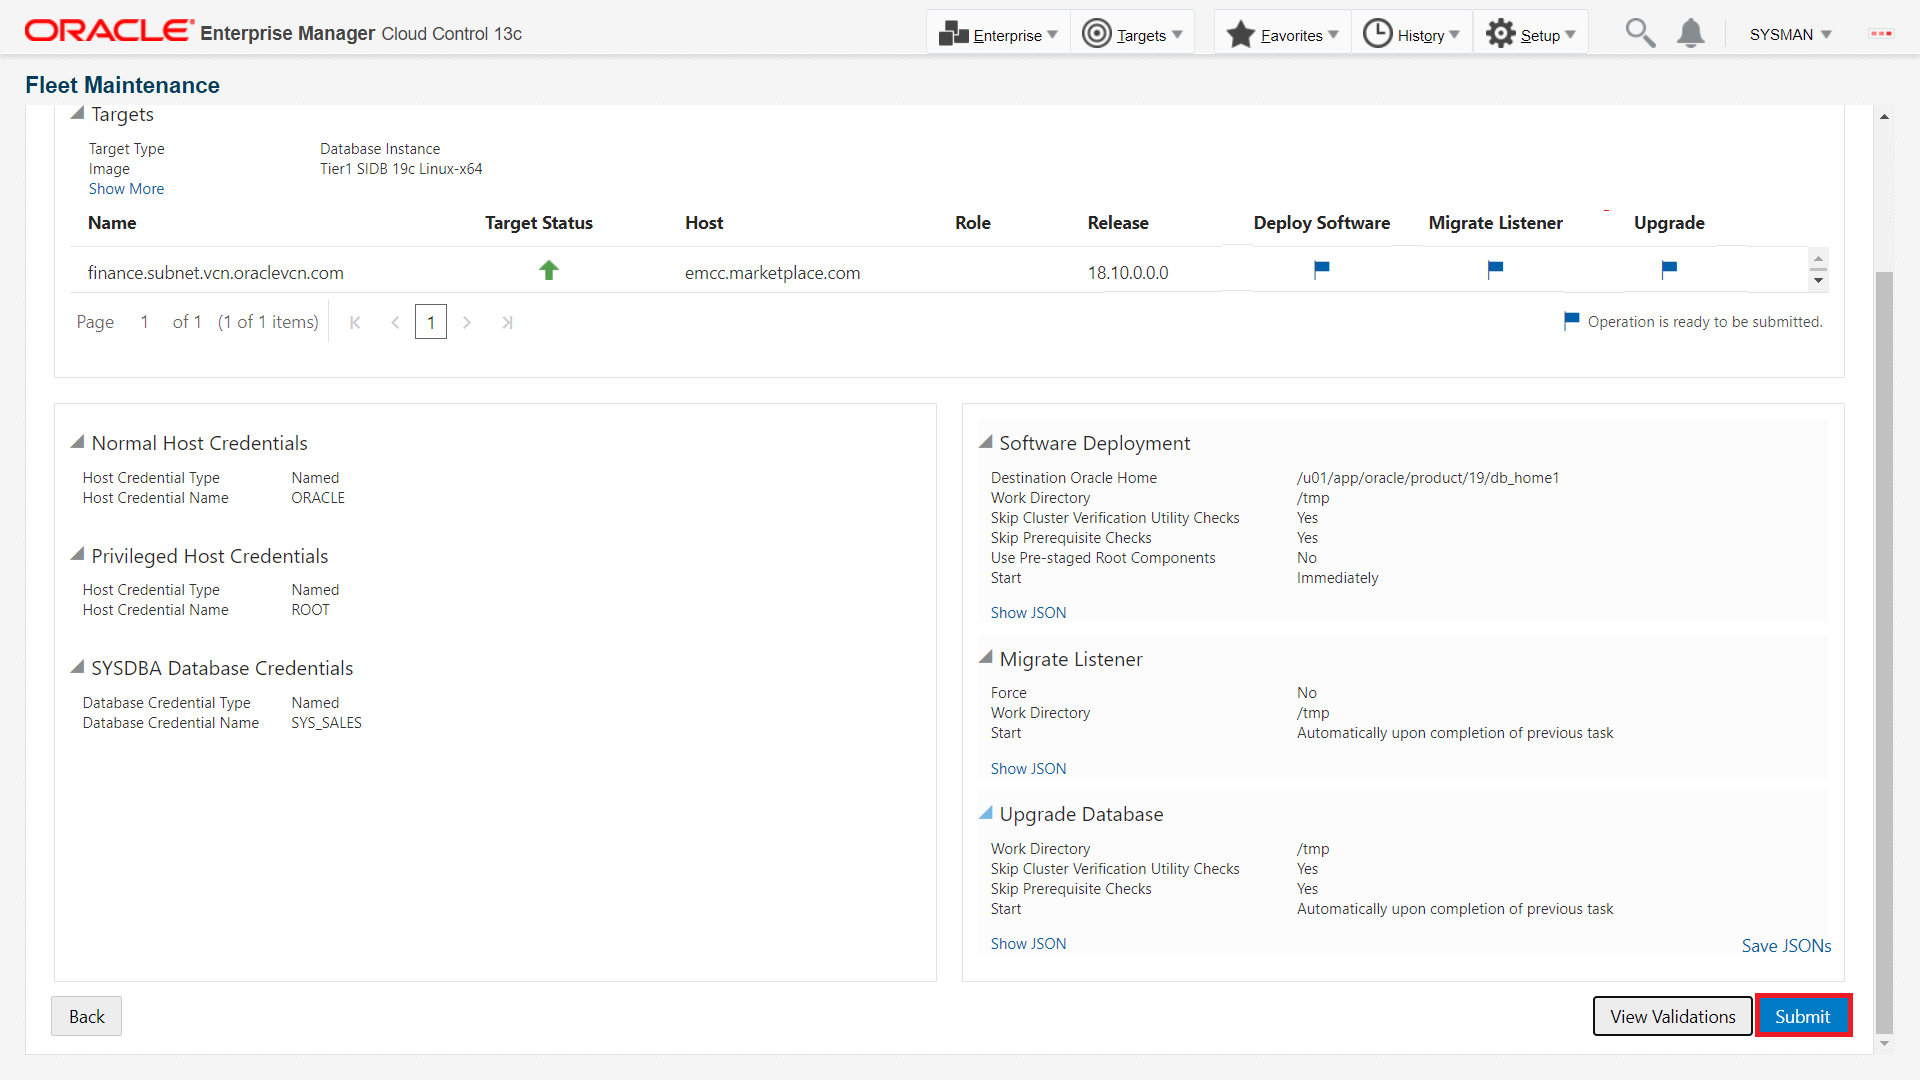 ORACLE® Enterprise Manager Cloud Control 13c
Enterprise
Targets
Favorites
History
Setup
SYSMAN
Fleet Maintenance
Targets
Target Type Database Instance
Image Tier1 SIDB 19c Linux-x64
Show More
Name Target Status Host Role Release Deploy Software Migrate Listener Upgrade
finance.subnet.vcn.oraclevcn.com emcc.marketplace.com 18.10.0.0.0
Page 1 of 1 (1 of 1 items) 1
Operation is ready to be submitted.
Normal Host Credentials
Host Credential Type Named
Host Credential Name ORACLE
Privileged Host Credentials
Host Credential Type Named
Host Credential Name ROOT
SYSDBA Database Credentials
Database Credential Type Named
Database Credential Name SYS_SALES
Software Deployment
Destination Oracle Home /u01/app/oracle/product/19/db_home1
Work Directory /tmp
Skip Cluster Verification Utility Checks Yes
Skip Prerequisite Checks Yes
Use Pre-staged Root Components No
Start Immediately
Show JSON
Migrate Listener
Force No
Work Directory /tmp
Start Automatically upon completion of previous task
Show JSON
Upgrade Database
Work Directory /tmp
Skip Cluster Verification Utility Checks Yes
Skip Prerequisite Checks Yes
Start Automatically upon completion of previous task
Show JSON
Save JSONs
Back
View Validations
Submit